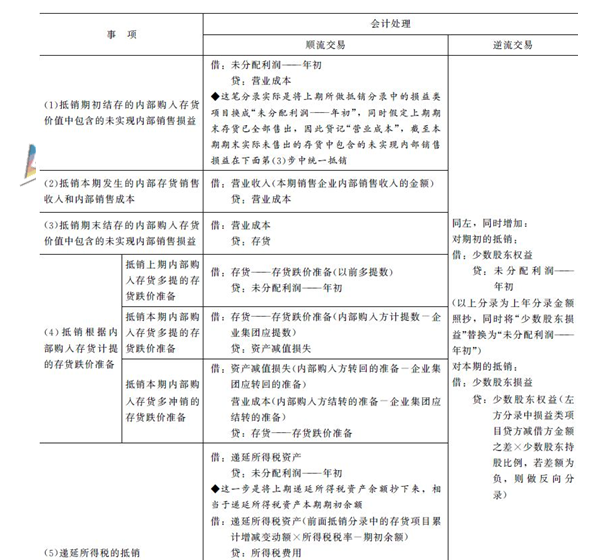 事 项
会计处理
顺流交易
逆流交易
(1)抵销期初结存的内部购入存货
价值中包含的未实现内部销售损益
借：未分配利润——年初
贷：营业成本
◆这笔分录实际是将上期所做抵销分录中的损益类
项目换成“未分配利润——年初”，同时假定上期期
末存货已全部售出，因此贷记“营业成本”，截至本
期期末实际未售出的存货中包含的未实现内部销售
损益在下面第(3)步中统一抵销
(2)抵销本期发生的内部存货销售
收入和内部销售成本
借：营业收入(本期销售企业内部销售收入的金额)
贷：营业成本
(3)抵销期末结存的内部购入存货
价值中包含的未实现内部销售损益
借：营业成本
贷：存货
(4)抵销根据内
部购入存货计提
的存货跌价准备
抵销上期内部购
入存货多提的存
货跌价准备
借：存货——存货跌价准备(以前多提数)
贷：未分配利润——年初
抵销本期内部购
入存货多提的存
货跌价准备
借：存货——存货跌价准备(内部购入方计提数－企
业集团应提数)
贷：资产减值损失
抵销本期内部购
入存货多冲销的
存货跌价准备
借：资产减值损失(内部购入方转回的准备－企业集
团应转回的准备)
营业成本(内部购入方结转的准备－企业集团应
结转的准备)
贷：存货——存货跌价准备
(5)递延所得税的抵销
借：递延所得税资产
贷：未分配利润——年初
◆这一步是将上期递延所得税资产余额抄下来，相
当于递延所得税资产本期期初余额
借：递延所得税资产(前面抵销分录中的存货项目累
计增减变动额×所得税税率－期初余额)
贷：所得税费用
同左，同时增加：
对期初的抵销：
借：少数股东权益
贷：未分配利润——
年初
(以上分录为上年分录金额
照抄，同时将“少数股东损
益”替换为“未分配利润——
年初”)
对本期的抵销：
借：少数股东损益
贷：少数股东权益(左
方分录中损益类项
目贷方减借方金额
之差×少数股东持
股比例，若差额为
负，则做反向分
录)